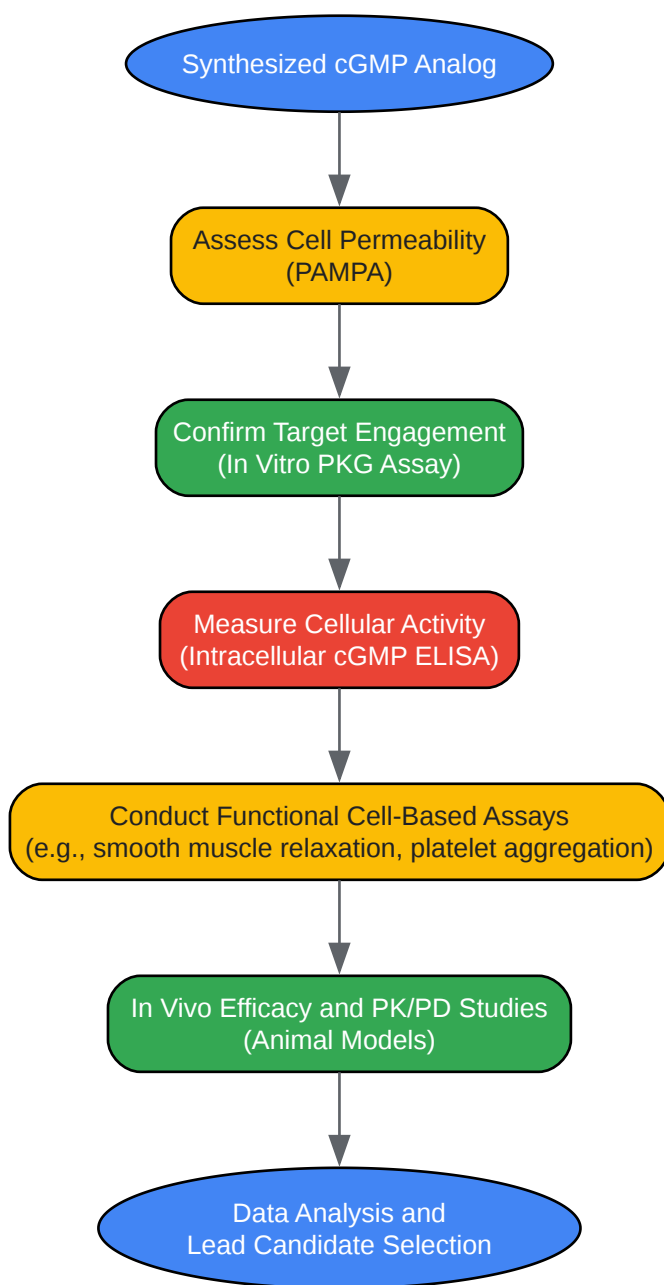 Synthesized cGMP Analog
Assess Cell Permeability
(PAMPA)
Confirm Target Engagement
(In Vitro PKG Assay)
Measure Cellular Activity
(Intracellular cGMP ELISA)
Conduct Functional Cell-Based Assays
(e.g., smooth muscle relaxation, platelet aggregation)
In Vivo Efficacy and PK/PD Studies
(Animal Models)
Data Analysis and
Lead Candidate Selection